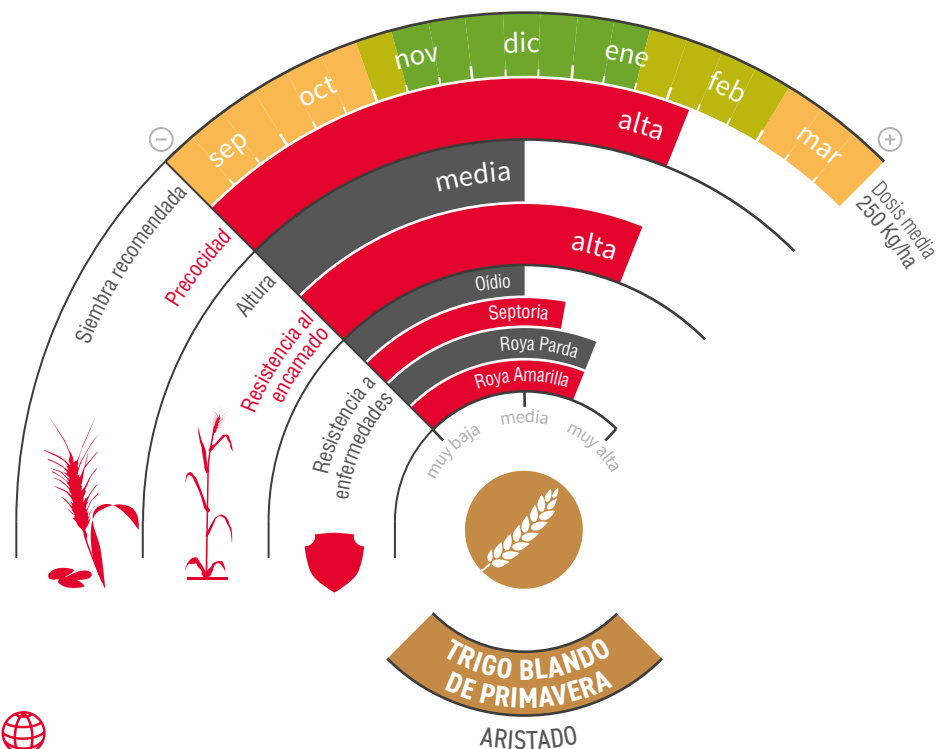 sep
oct
nov
dic
ene
feb
mar
Dosis media
250 Kg/ha
Siembra recomendada
Precocidad
alta
Altura
media
Resistencia al
encamado
alta
Resistencia a
enfermedades
Oídio
Septoria
Roya Parda
Roya Amarilla
muy baja
media
muy alta
TRIGO BLANDO
DE PRIMAVERA
ARISTADO